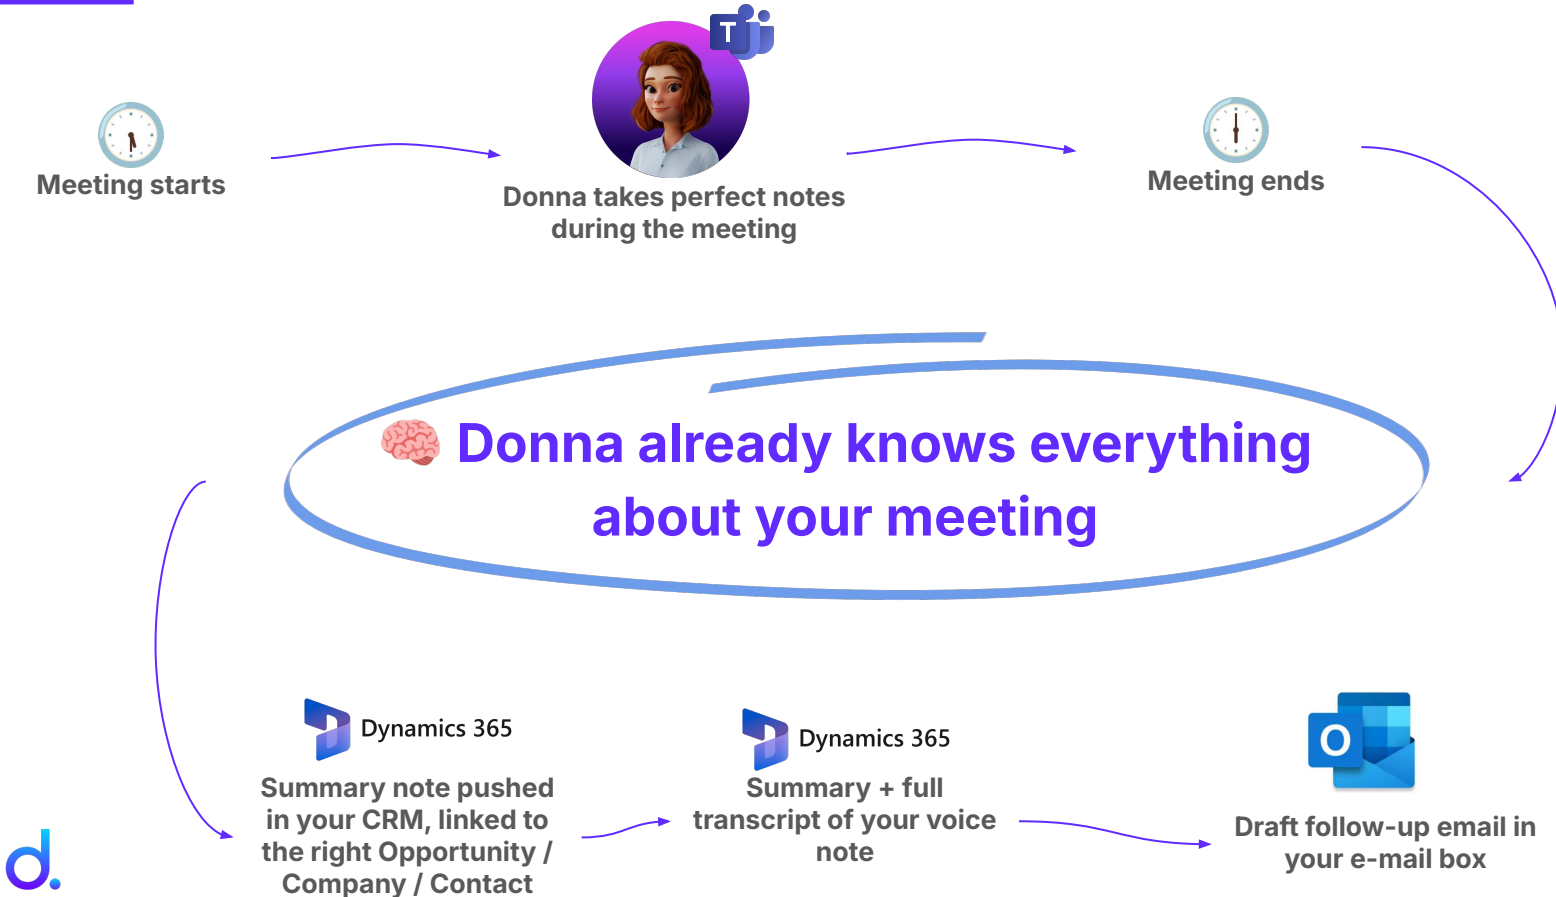 T
Meeting starts
Donna takes perfect notes
during the meeting
Meeting ends
Donna already knows everything
about your meeting
Dynamics 365
Summary note pushed
in your CRM, linked to
the right Opportunity /
Company / Contact
Dynamics 365
Summary + full
transcript of your voice
note
O
Draft follow-up email in
your e-mail box
d.